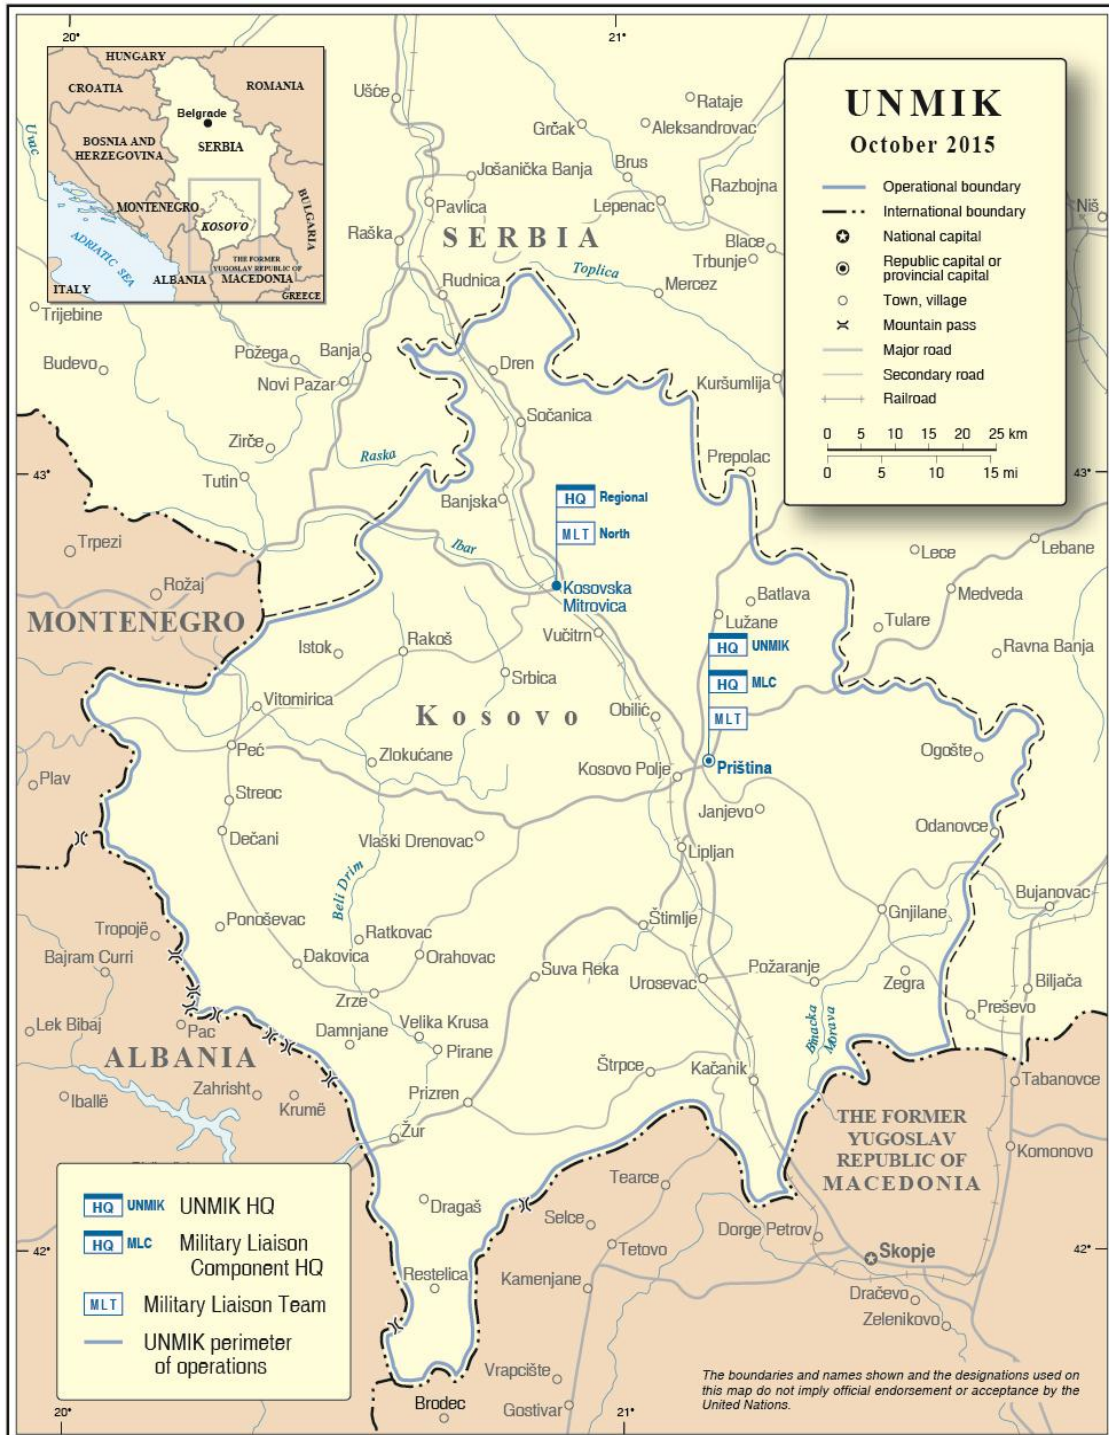 20°
21°
HUNGARY
CROATIA
ROMANIA
Belgrade
BOSNIA AND
HERZEGOVINA
SERBIA
MONTENEGRO
KOSOVO
BULGARIA
ADRIATIC SEA
THE FORMER
YUGOSLAV REPUBLIC OF
MACEDONIA
ALBANIA
ITALY
GREECE
UNMIK
October 2015
Operational boundary
International boundary
National capital
Republic capital or
provincial capital
Town, village
Mountain pass
Major road
Secondary road
Railroad
0 5 15 20 25 km
0 5 10 15 mi
Uvac
Ušće
Rataje
Grčak
Aleksandrovac
Brus
Jošanička Banja
Razbojna
Pavlica
Lepenac
Niš
Raška
SERBIA
Blace
Trbunje
Toplica
Rudnica
Mercez
Trijebine
Požega
Banja
Budevo
Dren
Novi Pazar
Kuršumlija
Sočanica
Zirče
Raska
Prepolac
43°
43°
Tutin
Banjska
HQ Regional
MLT North
Trpezi
Ibar
Lece
Lebane
Rožaj
Kosovska
Mitrovica
Batlava
Medveda
MONTENEGRO
Lužane
Tulare
Vučitrn
Istok
Rakoš
HQ UNMIK
Ravna Banja
Srbica
HQ MLC
Vitomirica
Kosovo
Obilić
MLT
Peć
Zlokućane
Ogošte
Kosovo Polje
Priština
Plav
Streoc
Janjevo
Dečani
Vlaški Drenovac
Odanovce
Lipljan
Beli Drim
Bujanovac
Ponoševac
Štimlje
Gnjilane
Tropojë
Ratkovac
Bajram Curri
Đakovica
Orahovac
Suva Reka
Požaranje
Urosevac
Zegra
Biljača
Zrze
Lek Bibaj
Pac
Damnjane
Velika Krusa
Preševo
Binacka
Morava
ALBANIA
Pirane
Štrpce
Kačanik
Zahrisht
Tabanovce
Iballë
Krumë
Prizren
THE FORMER
YUGOSLAV
REPUBLIC OF
MACEDONIA
Žur
Komonovo
Tearce
Dragaš
Selce
Dorge Petrov
Tetovo
42°
42°
Skopje
Restelica
Kamenjane
Dračevo
Zelenikovo
Vrapcište
Brodec
Gostivar
HQ UNMIK UNMIK HQ
HQ MLC Military Liaison
Component HQ
MLT Military Liaison Team
UNMIK perimeter
of operations
The boundaries and names shown and the designations used on
this map do not imply official endorsement or acceptance by the
United Nations.
20°
21°